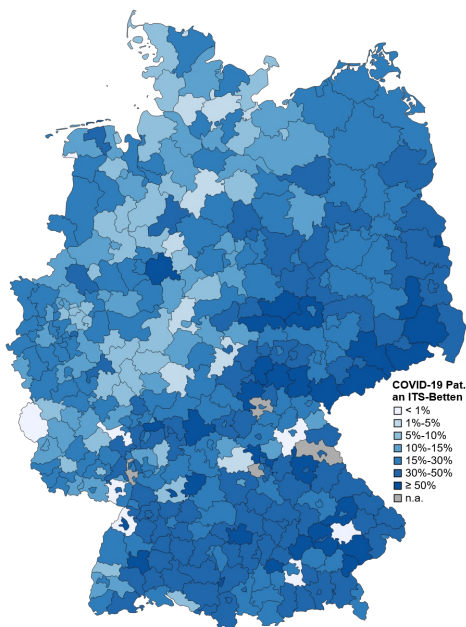 COVID-19 Pat.
an ITS-Betten
< 1%
1%-5%
5%-10%
10%-15%
15%-30%
30%-50%
≥ 50%
n.a.